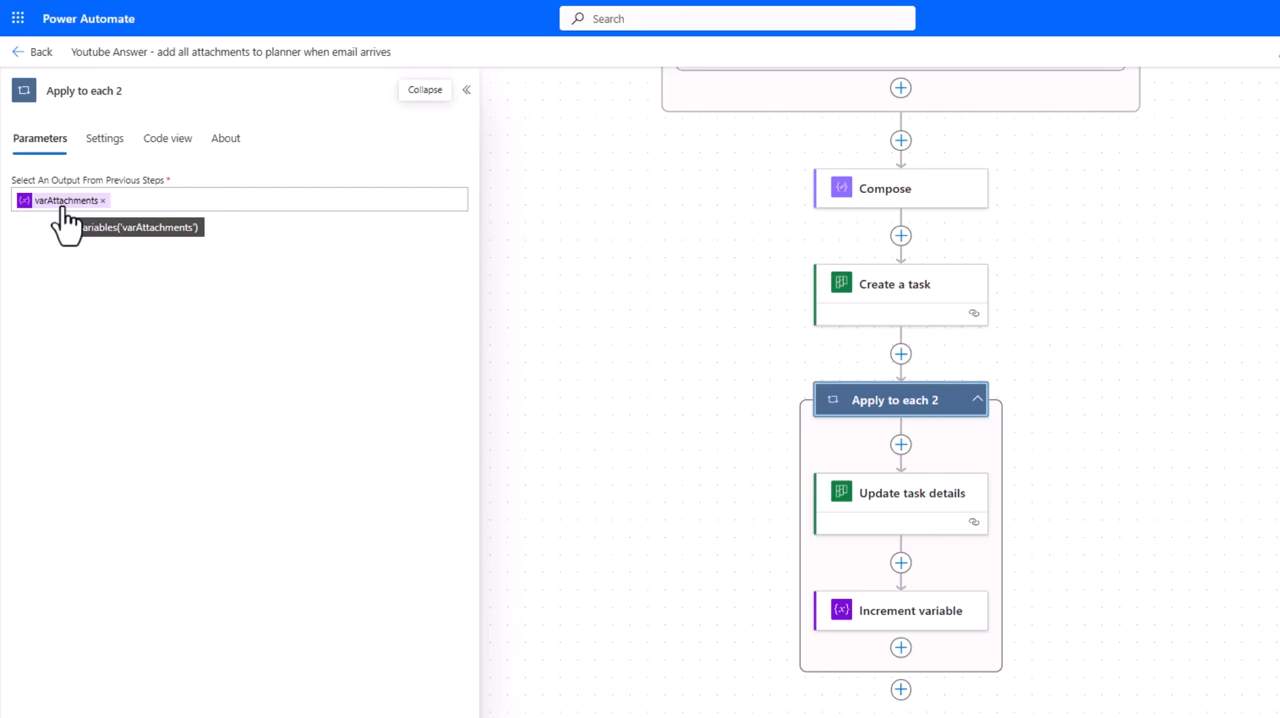 Power Automate
Search
Back
Youtube Answer - add all attachments to planner when email arrives
Apply to each 2
Collapse
Parameters
Settings
Code view
About
Select An Output From Previous Steps *
varAttachments ×
ariables('varAttachments')
Compose
Create a task
Apply to each 2
Update task details
Increment variable